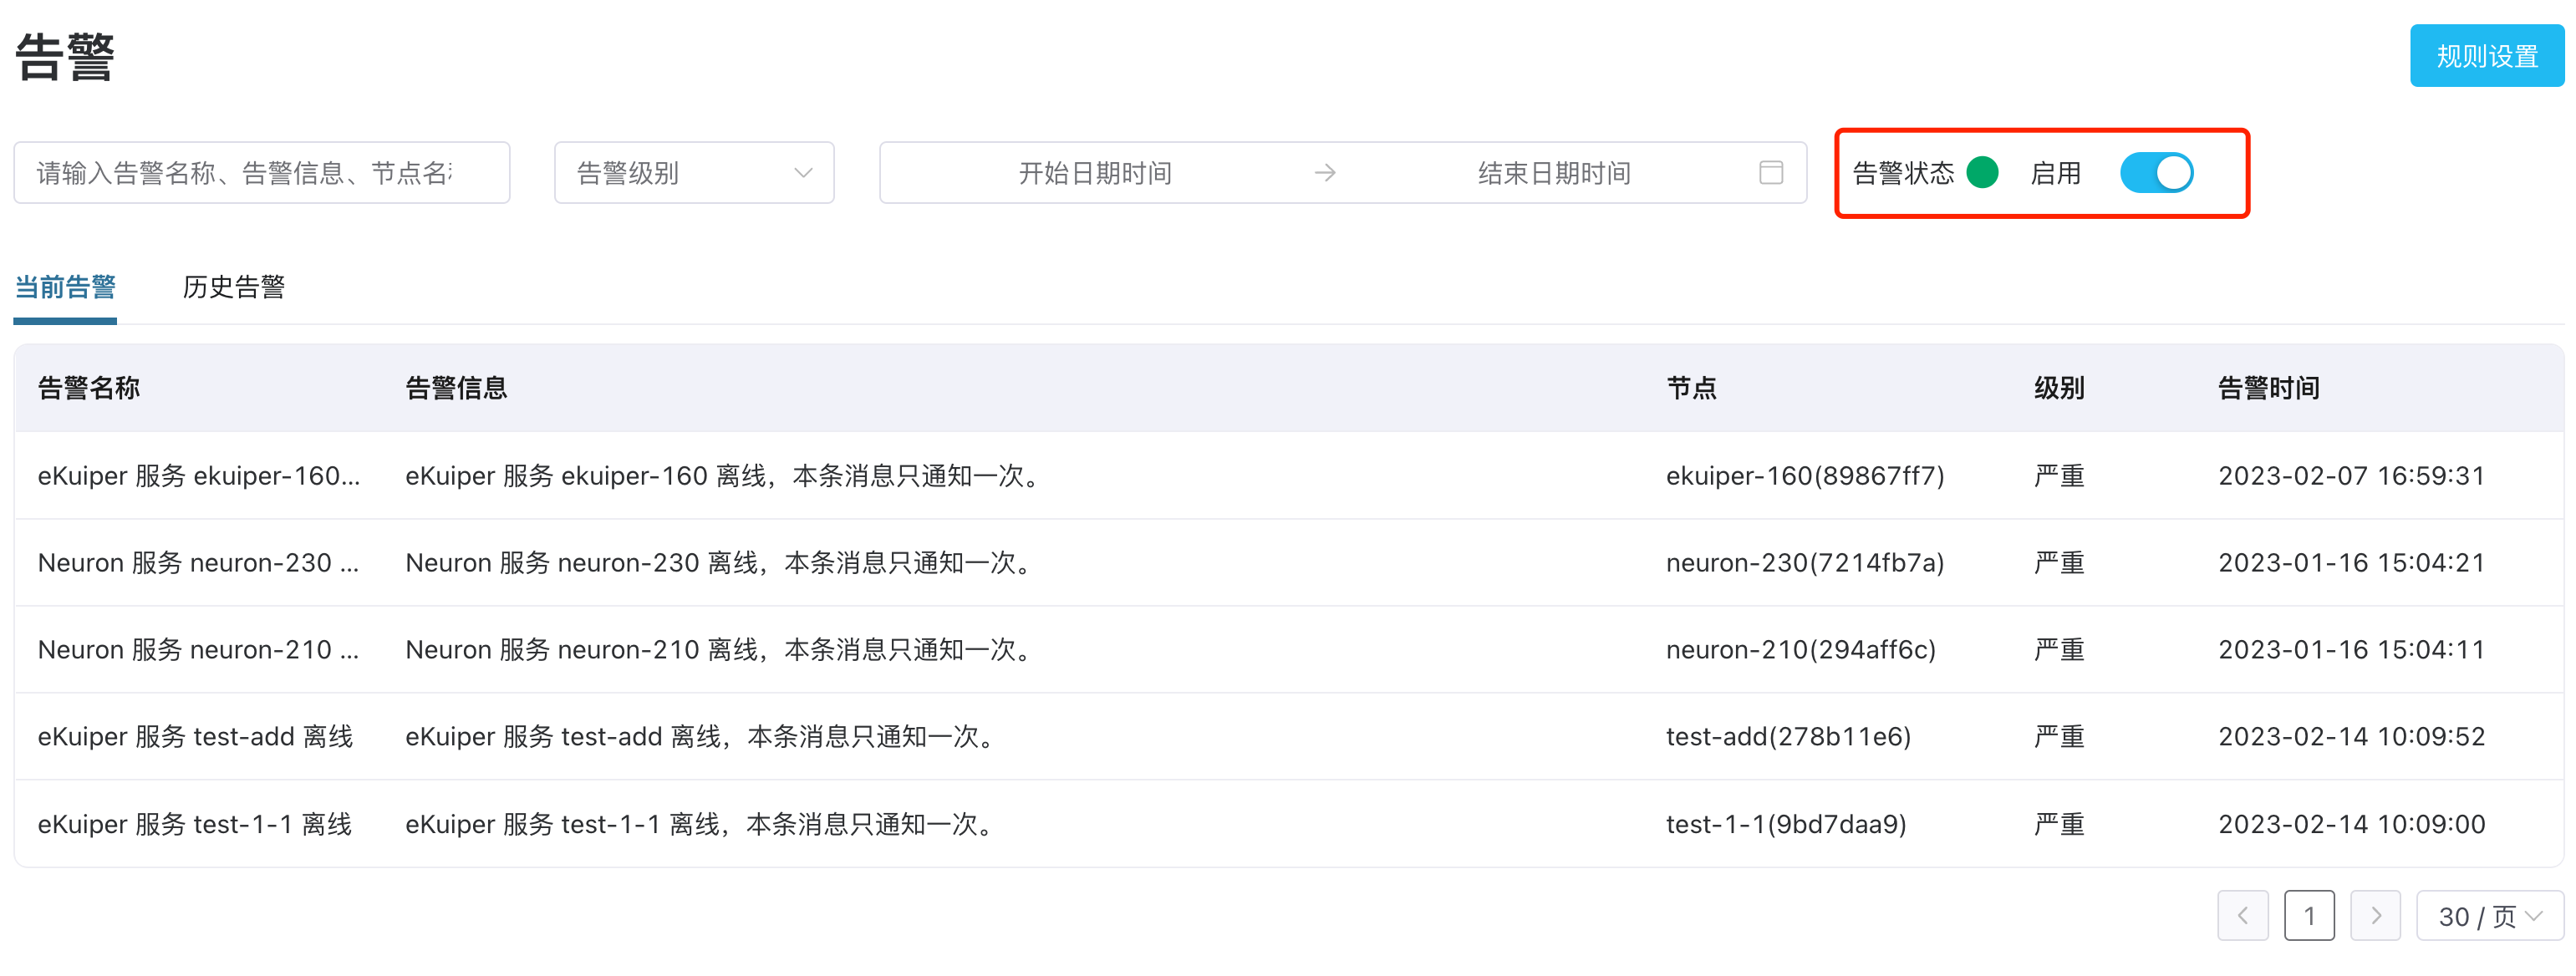 告警
规则设置
请输入告警名称、告警信息、节点名
告警级别
开始日期时间
结束日期时间
告警状态 启用
当前告警 历史告警
告警名称 告警信息 节点 级别 告警时间
eKuiper 服务 ekuiper-160... eKuiper 服务 ekuiper-160 离线，本条消息只通知一次。 ekuiper-160(89867ff7) 严重 2023-02-07 16:59:31
Neuron 服务 neuron-230 ... Neuron 服务 neuron-230 离线，本条消息只通知一次。 neuron-230(7214fb7a) 严重 2023-01-16 15:04:21
Neuron 服务 neuron-210 ... Neuron 服务 neuron-210 离线，本条消息只通知一次。 neuron-210(294aff6c) 严重 2023-01-16 15:04:11
eKuiper 服务 test-add 离线 eKuiper 服务 test-add 离线，本条消息只通知一次。 test-add(278b11e6) 严重 2023-02-14 10:09:52
eKuiper 服务 test-1-1 离线 eKuiper 服务 test-1-1 离线，本条消息只通知一次。 test-1-1(9bd7daa9) 严重 2023-02-14 10:09:00
1 30 / 页